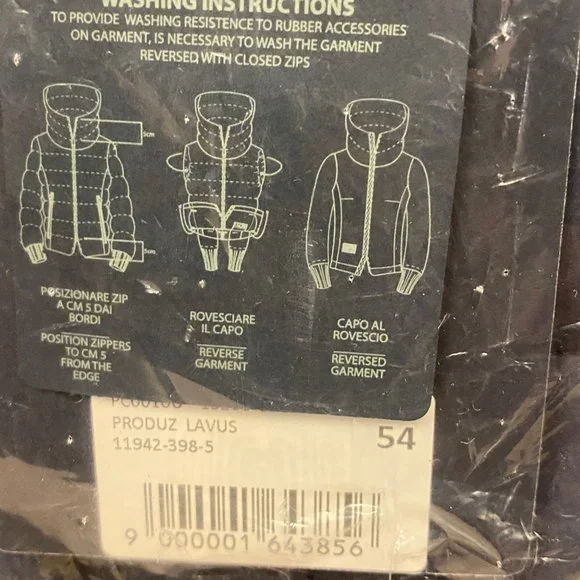 WASHING INSTRUCTIONS
TO PROVIDE WASHING RESISTENCE TO RUBBER ACCESSORIES
ON GARMENT, IS NECESSARY TO WASH THE GARMENT
REVERSED WITH CLOSED ZIPS
5cm
5cm
POSIZIONARE ZIP
A CM 5 DAI
BORDI
POSITION ZIPPERS
TO CM 5
FROM THE
EDGE
ROVESCIARE
IL CAPO
REVERSE
GARMENT
CAPO AL
ROVESCIO
REVERSED
GARMENT
PRODUZ LAVUS
11942-398-5
54
9 000001 643856